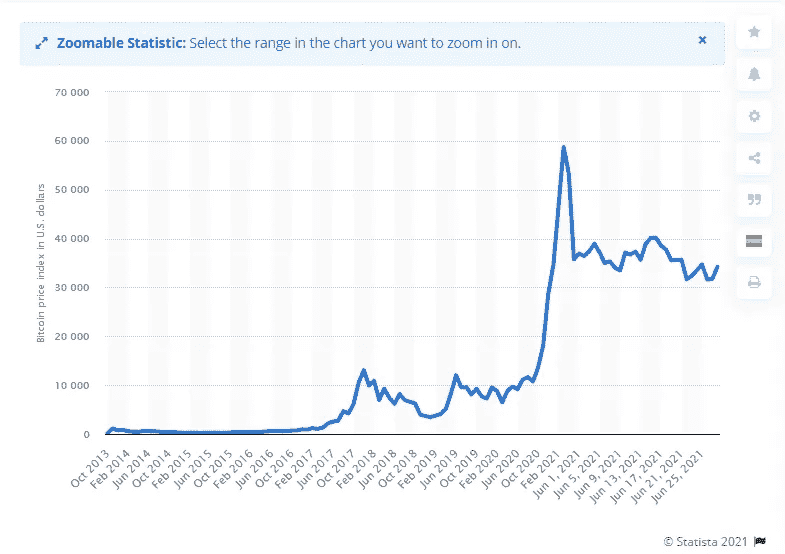 Zoomable Statistic: Select the range in the chart you want to zoom in on.
70 000
60 000
50 000
40 000
30 000
20 000
10 000
0
Bitcoin price index in U.S. dollars
Oct 2013
Feb 2014
Jun 2014
Oct 2014
Feb 2015
Jun 2015
Oct 2015
Feb 2016
Jun 2016
Oct 2016
Feb 2017
Jun 2017
Oct 2017
Feb 2018
Jun 2018
Oct 2018
Feb 2019
Jun 2019
Oct 2019
Feb 2020
Jun 2020
Oct 2020
Feb 2021
Jun 1, 2021
Jun 5, 2021
Jun 9, 2021
Jun 13, 2021
Jun 17, 2021
Jun 21, 2021
Jun 25, 2021
© Statista 2021